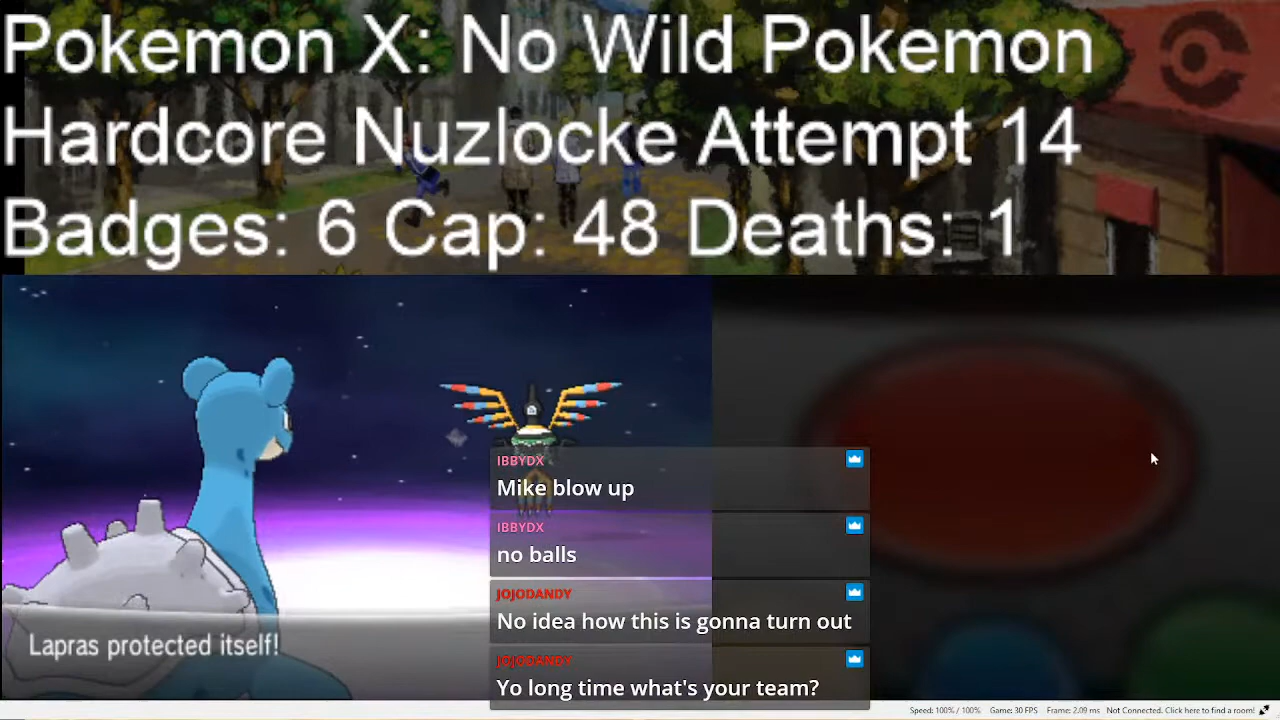 Pokemon X: No Wild Pokemon
Hardcore Nuzlocke Attempt 14
Badges: 6 Cap: 48 Deaths: 1
IBBYDX
Mike blow up
IBBYDX
no balls
JOJODANDY
No idea how this is gonna turn out
JOJODANDY
Yo long time what's your team?
Lapras protected itself!
Speed: 100% / 100% Game: 30 FPS Frame: 2.09 ms Not Connected. Click here to find a room!